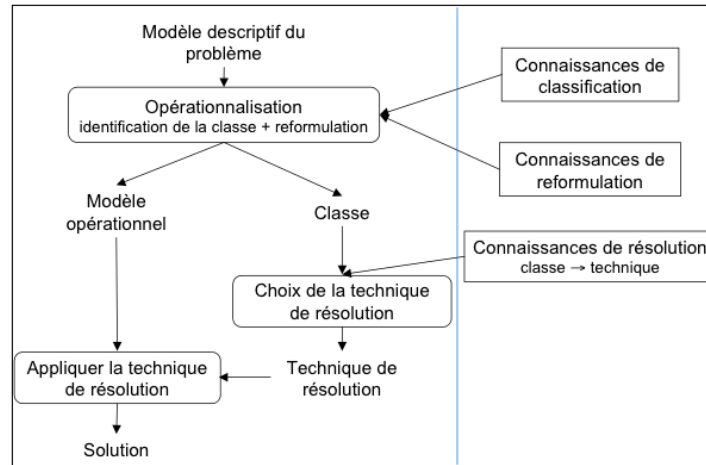 Modèle descriptif du
problème
Opérationnalisation
identification de la classe + reformulation
Connaissances de
classification
Connaissances de
reformulation
Modèle
opérationnel
Classe
Connaissances de résolution
classe → technique
Choix de la technique
de résolution
Appliquer la technique
de résolution
Technique de
résolution
Solution